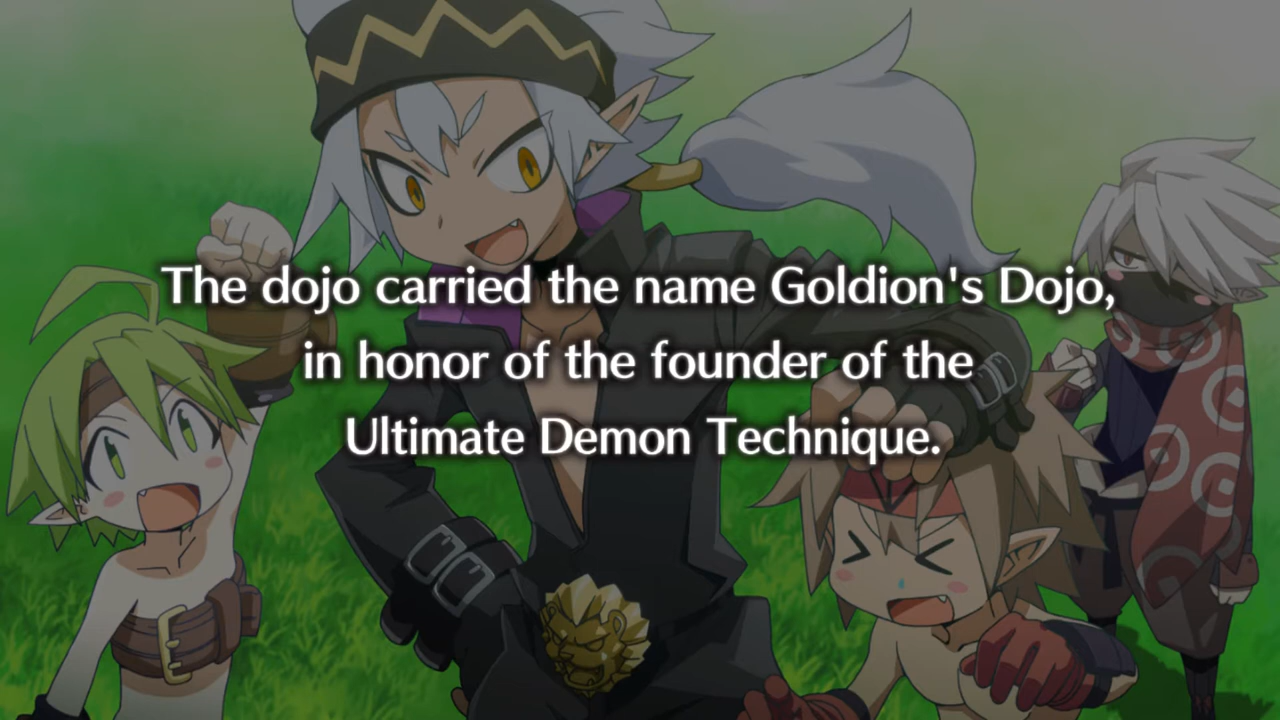 The dojo carried the name Goldion's Dojo,
in honor of the founder of the
Ultimate Demon Technique.